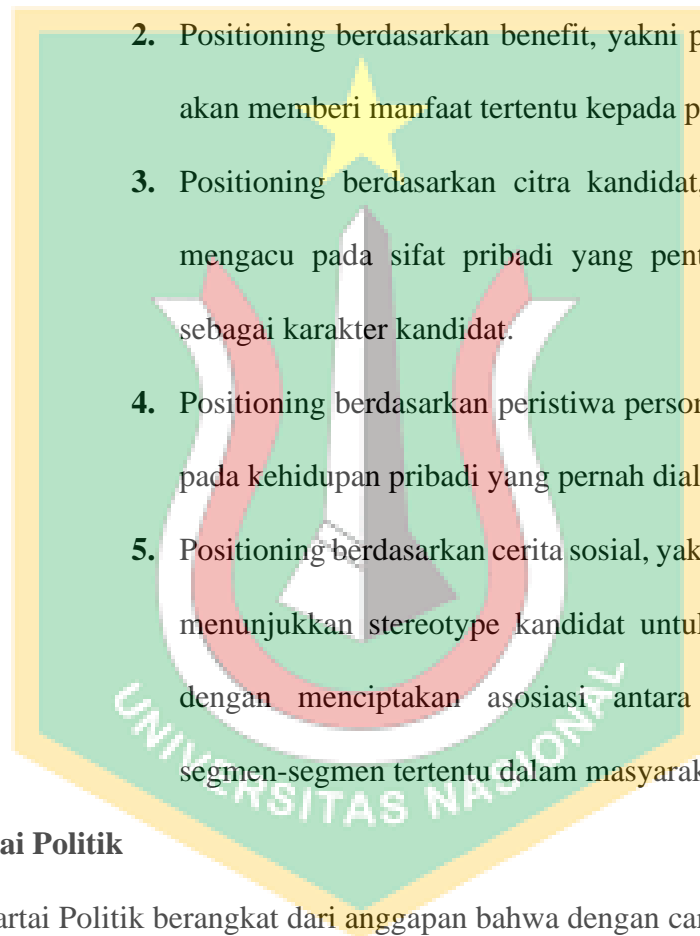 2. Positioning berdasarkan benefit, yakni p
akan memberi manfaat tertentu kepada p
3. Positioning berdasarkan citra kandidat,
mengacu pada sifat pribadi yang pent
sebagai karakter kandidat.
4. Positioning berdasarkan peristiwa person
pada kehidupan pribadi yang pernah dial
5. Positioning berdasarkan cerita sosial, yak
menunjukkan stereotype kandidat untuk
dengan menciptakan asosiasi antara
segmen-segmen tertentu dalam masyarak
UNIVERSITAS NASIONAL
ai Politik
artai Politik berangkat dari anggapan bahwa dengan car